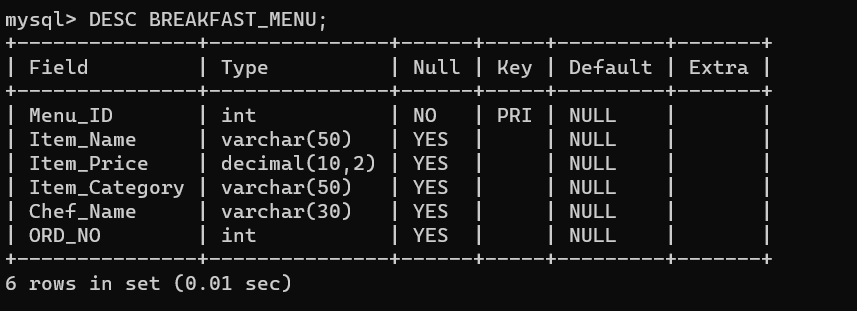 mysql> DESC BREAKFAST_MENU;
+---------------+---------------+------+-----+---------+-------+
| Field         | Type          | Null | Key | Default | Extra |
+---------------+---------------+------+-----+---------+-------+
| Menu_ID       | int           | NO   | PRI | NULL    |       |
| Item_Name     | varchar(50)   | YES  |     | NULL    |       |
| Item_Price    | decimal(10,2) | YES  |     | NULL    |       |
| Item_Category | varchar(50)   | YES  |     | NULL    |       |
| Chef_Name     | varchar(30)   | YES  |     | NULL    |       |
| ORD_NO        | int           | YES  |     | NULL    |       |
+---------------+---------------+------+-----+---------+-------+
6 rows in set (0.01 sec)